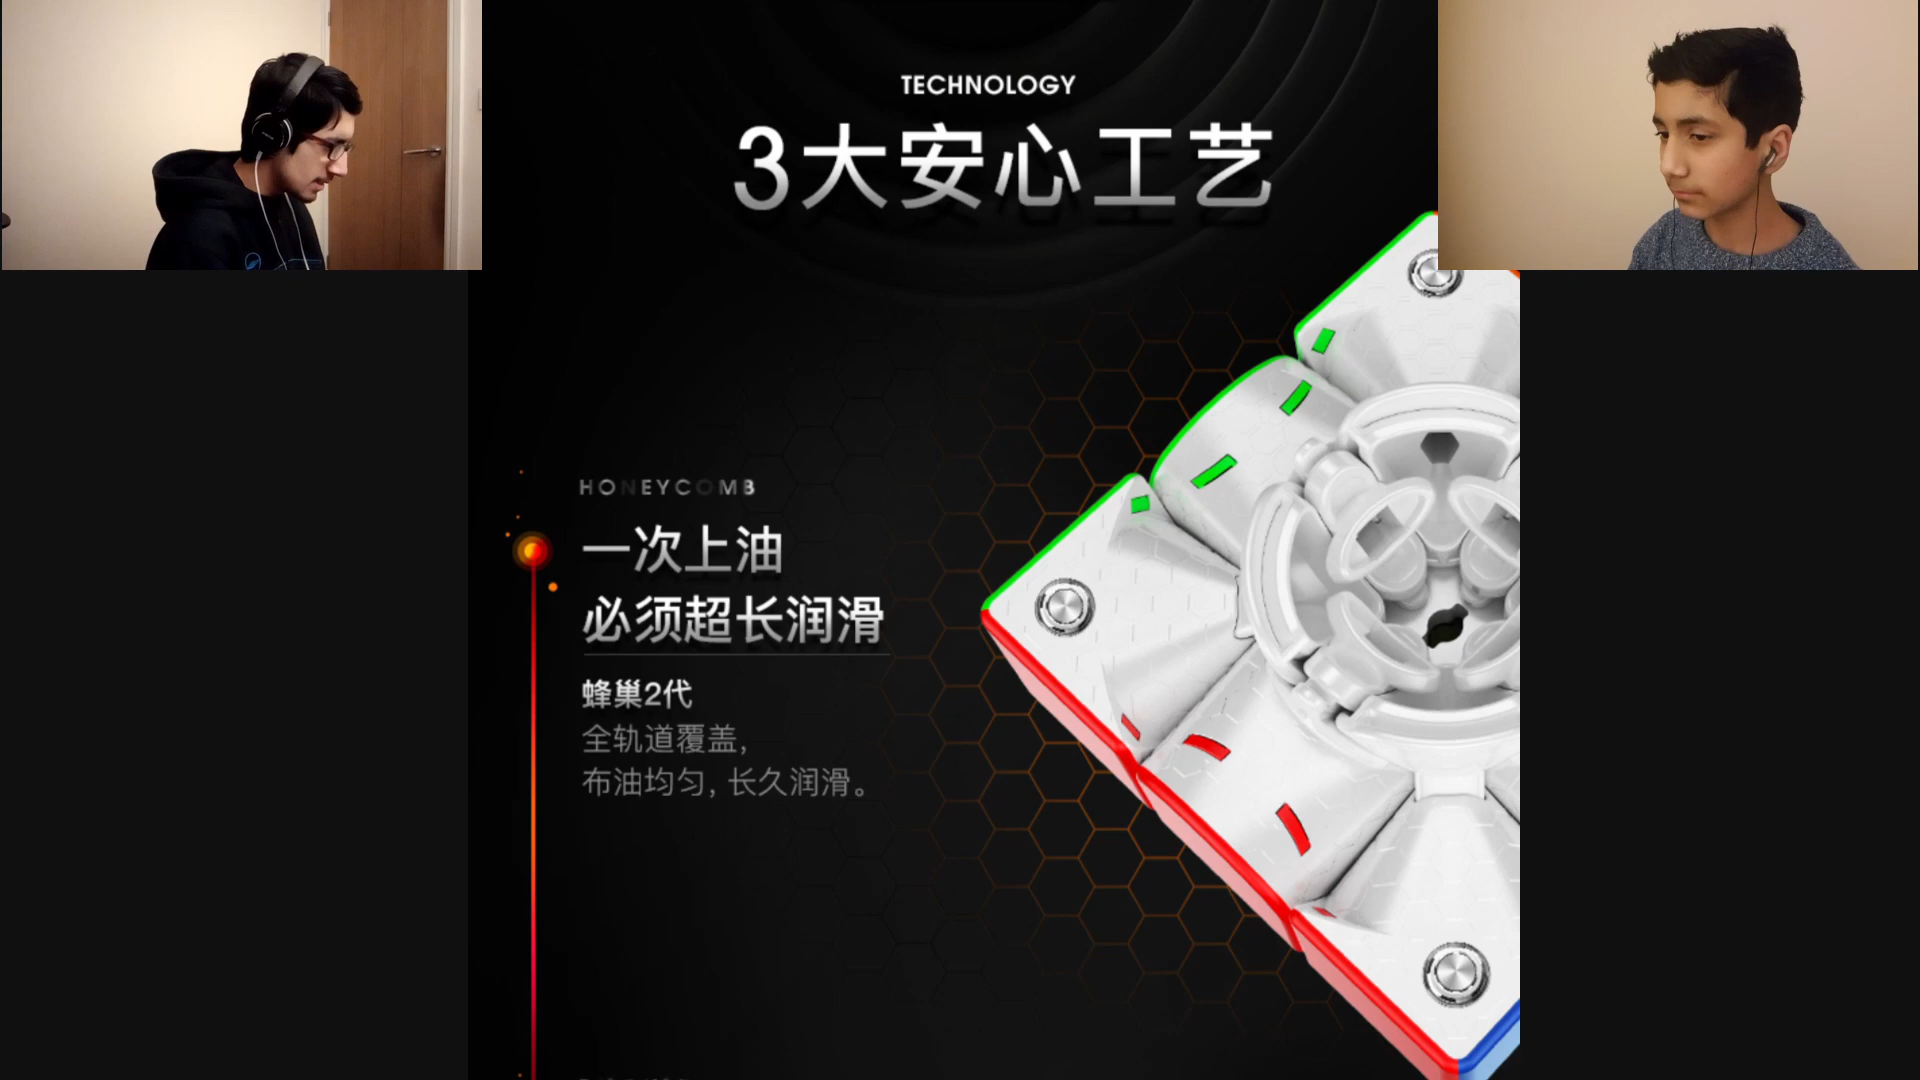 TECHNOLOGY
3大安心工艺
HONEYCOMB
一次上油
必须超长润滑
蜂巢2代
全轨道覆盖，
布油均匀，长久润滑。